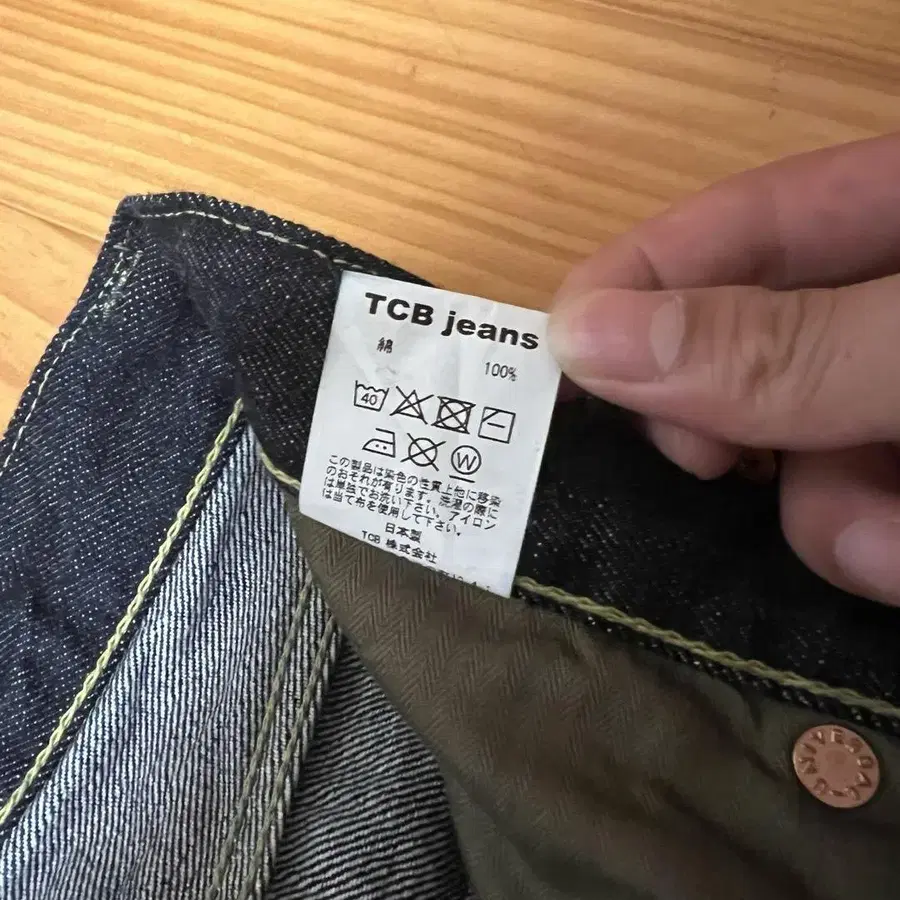 TCB jeans
綿 100%
40
W
この製品は染色の性質上他に移染
のおそれが有ります。洗濯の際に
は単品でお洗い下さい。アイロン
は当て布を使用して下さい。
日本製
TCB 株式会社
UNIVERSAL